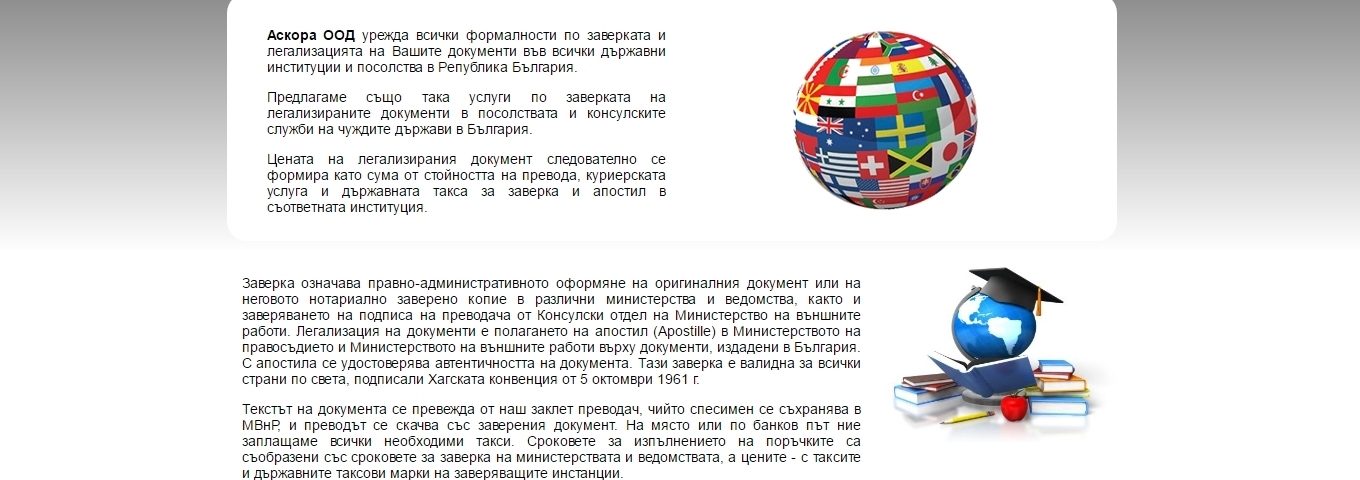 Аскора ООД урежда всички формалности по заверката и
легализацията на Вашите документи във всички държавни
институции и посолства в Република България.
Предлагаме също така услуги по заверката на
легализираните документи в посолствата и консулските
служби на чуждите държави в България.
Цената на легализирания документ следователно се
формира като сума от стойността на превода, куриерската
услуга и държавната такса за заверка и апостил в
съответната институция.
Заверка означава правно-административното оформяне на оригиналния документ или на
неговото нотариално заверено копие в различни министерства и ведомства, както и
заверяването на подписа на преводача от Консулски отдел на Министерство на външните
работи. Легализация на документи е полагането на апостил (Apostille) в Министерството на
правосъдието и Министерството на външните работи върху документи, издадени в България.
С апостила се удостоверява автентичността на документа. Тази заверка е валидна за всички
страни по света, подписали Хагската конвенция от 5 октомври 1961 г.
Текстът на документа се превежда от наш заклет преводач, чийто спесимен се съхранява в
МВнР, и преводът се скачва със заверения документ. На място или по банков път ние
заплащаме всички необходими такси. Сроковете за изпълнението на поръчките са
съобразени със сроковете за заверка на министерствата и ведомствата, а цените - с таксите
и държавните таксови марки на заверяващите инстанции.